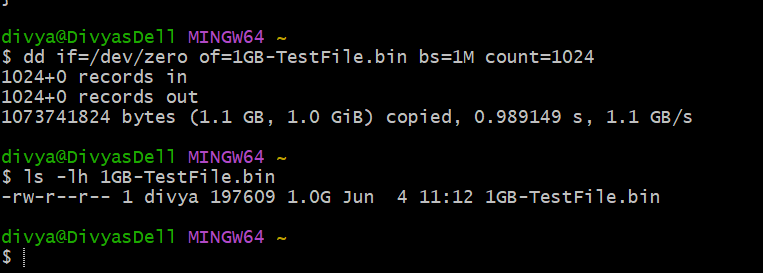 divya@DivyasDell MINGW64 ~
$ dd if=/dev/zero of=1GB-TestFile.bin bs=1M count=1024
1024+0 records in
1024+0 records out
1073741824 bytes (1.1 GB, 1.0 GiB) copied, 0.989149 s, 1.1 GB/s
divya@DivyasDell MINGW64 ~
$ ls -lh 1GB-TestFile.bin
-rw-r--r-- 1 divya 197609 1.0G Jun  4 11:12 1GB-TestFile.bin
divya@DivyasDell MINGW64 ~
$